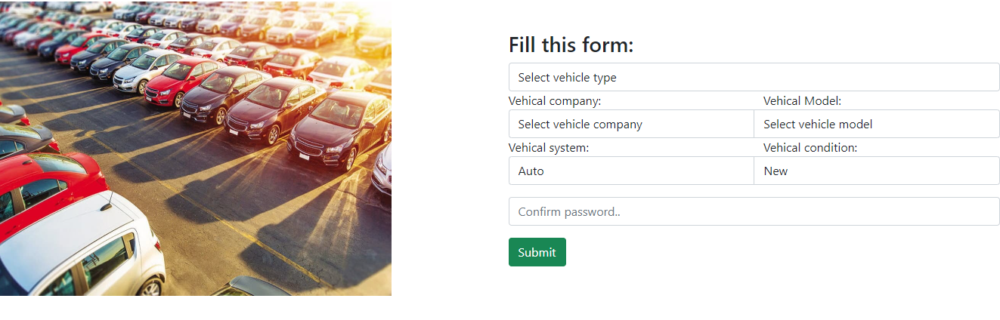 Fill this form:
Select vehicle type
Vehical company: Vehical Model:
Select vehicle company Select vehicle model
Vehical system: Vehical condition:
Auto New
Confirm password..
Submit